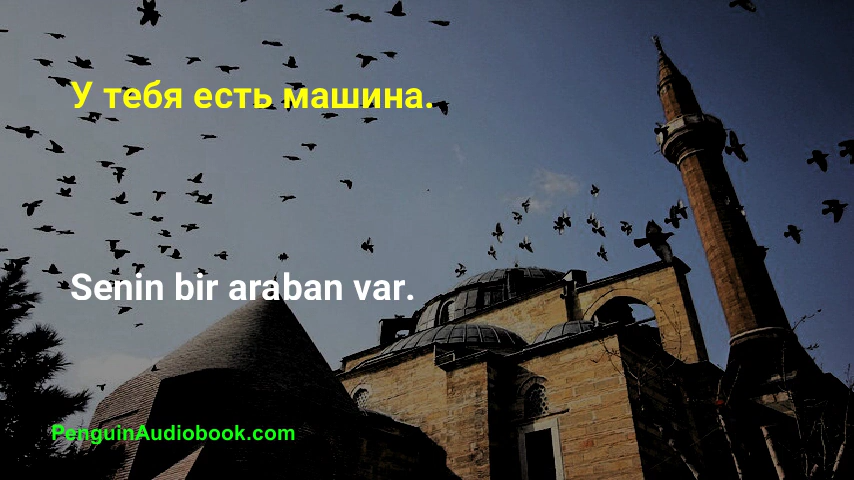 У тебя есть машина.
Senin bir araban var.
PenguinAudiobook.com